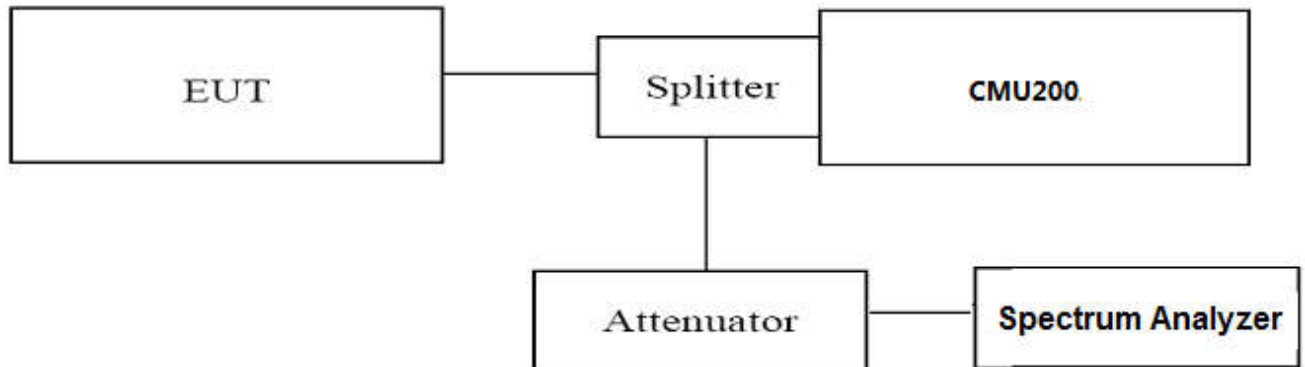 EUT
Splitter
CMU200.
Attenuator
Spectrum Analyzer